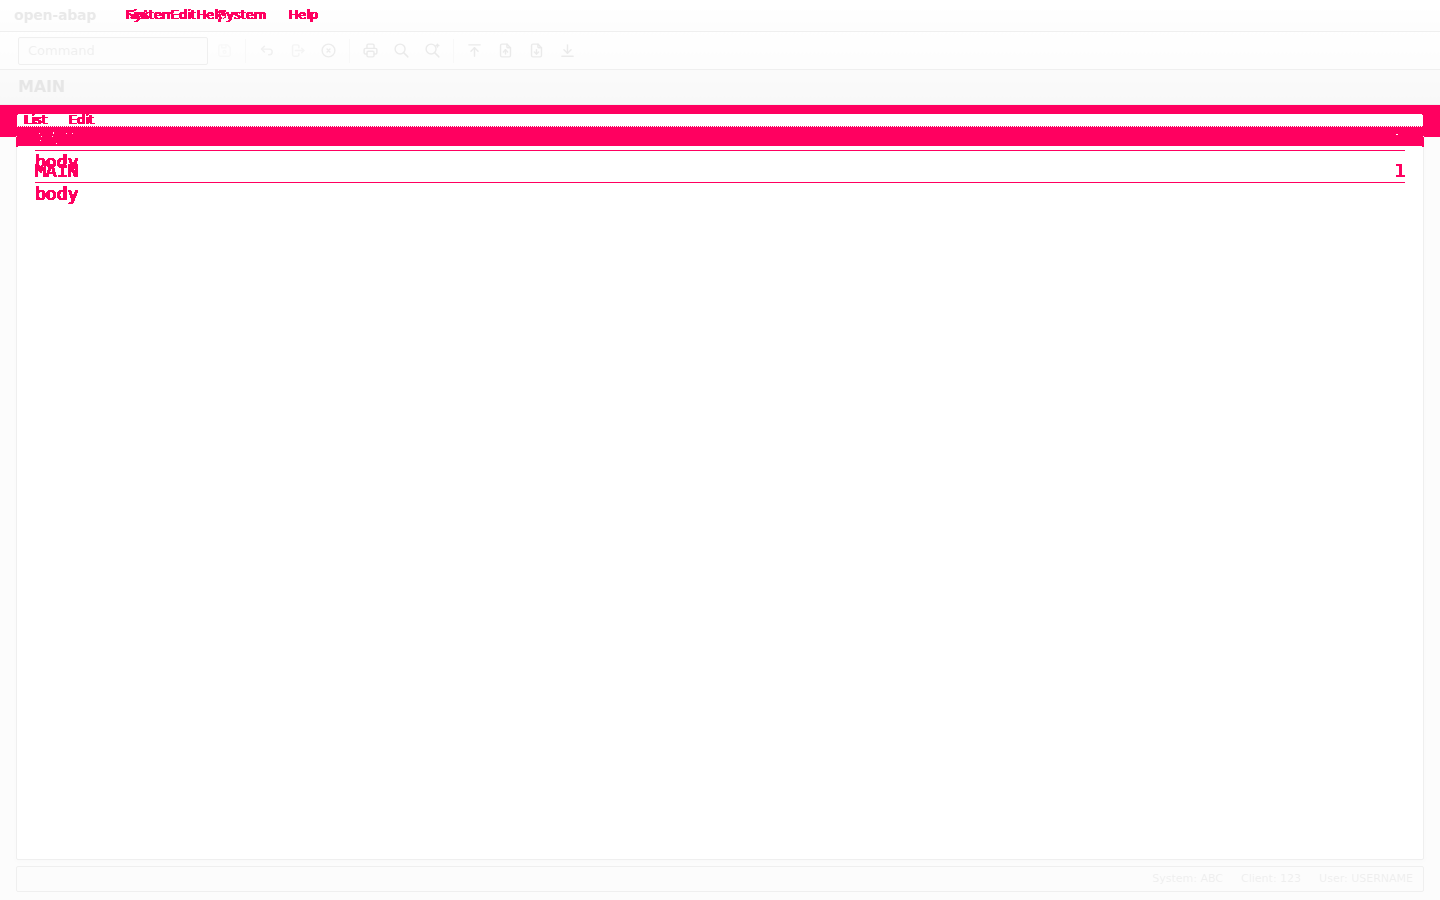 open-abap System Help
Command
MAIN
List Edit
body
MAIN 1
body
System: ABC Client: 123 User: USERNAME